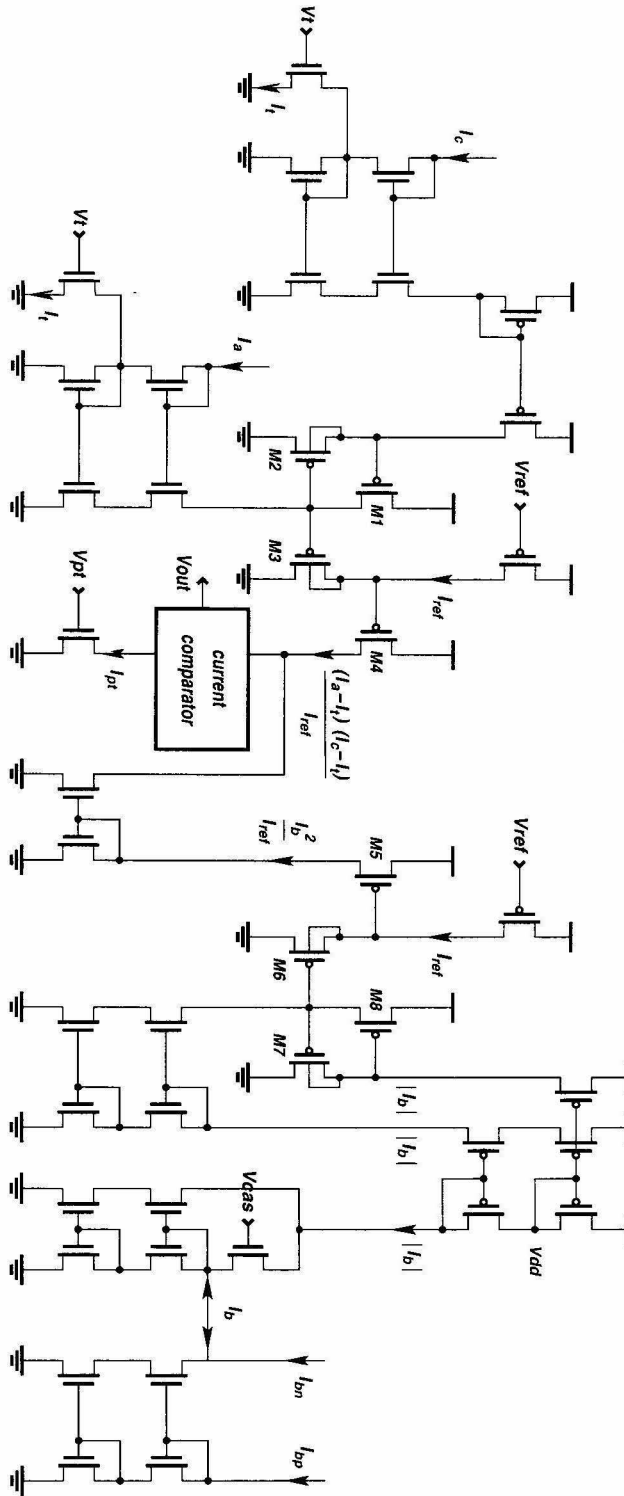 Vt
I_t
I_c
Vt
I_t
I_a
M2
M1
Vref
M3
I_ref
M4
Vout
Vpt
I_pt
current
comparator
(I_a–I_t) (I_c–I_t)
I_ref
I_b^2
I_ref
M5
Vref
I_ref
M6
M8
M7
|I_b|
|I_b|
Vcas
|I_b|
Vdd
I_b
I_bn
I_bp